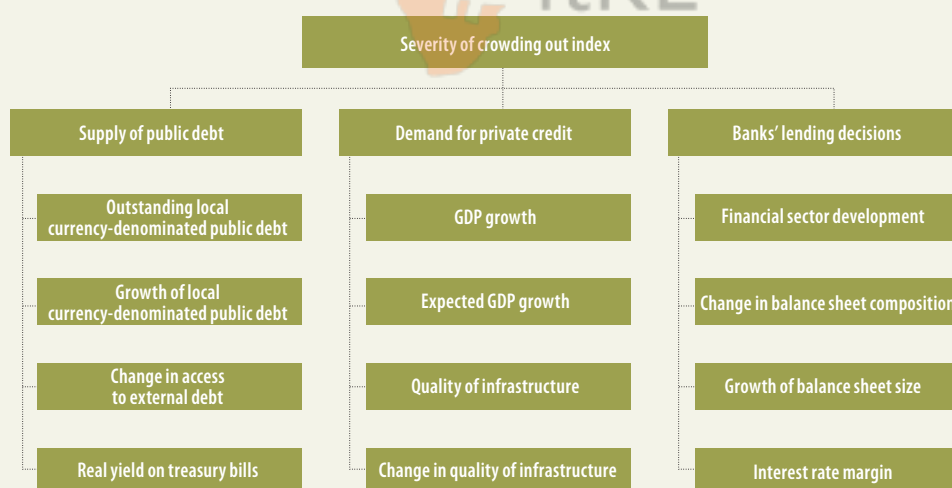 Severity of crowding out index
Supply of public debt
Outstanding local
currency-denominated public debt
Growth of local
currency-denominated public debt
Change in access
to external debt
Real yield on treasury bills
Demand for private credit
GDP growth
Expected GDP growth
Quality of infrastructure
Change in quality of infrastructure
Banks' lending decisions
Financial sector development
Change in balance sheet composition
Growth of balance sheet size
Interest rate margin